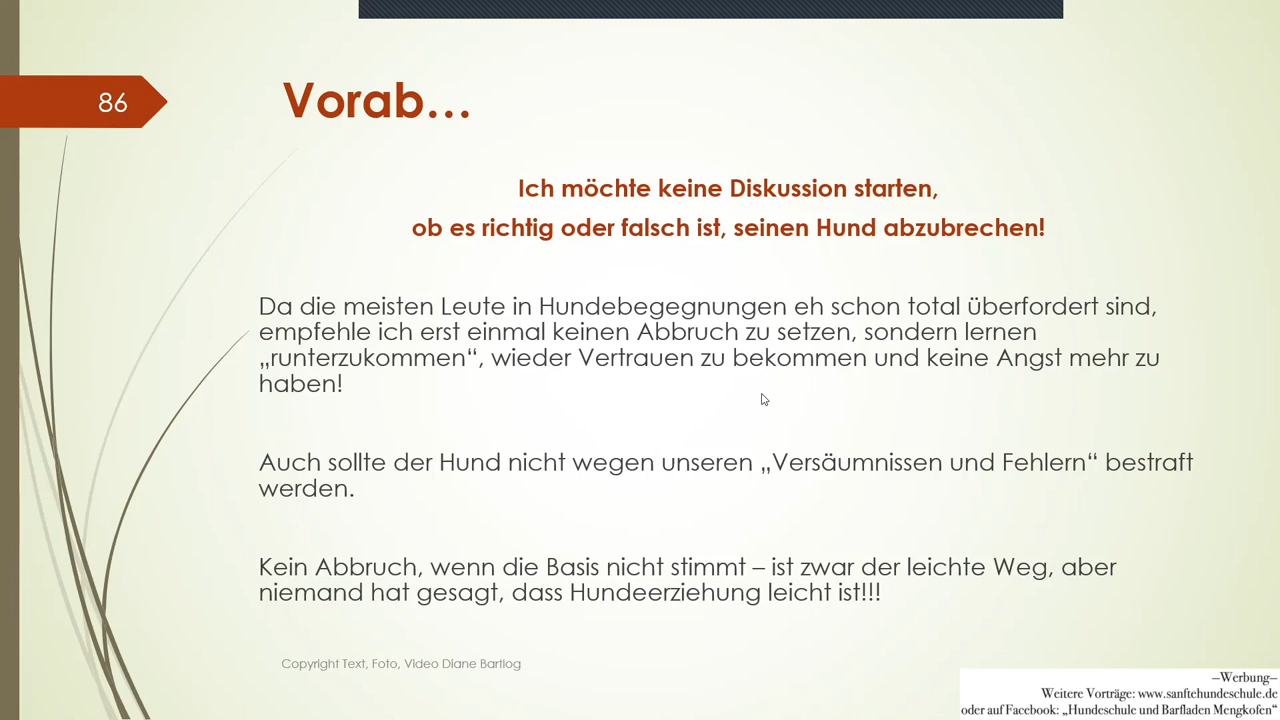 86
Vorab…
Ich möchte keine Diskussion starten,
ob es richtig oder falsch ist, seinen Hund abzubrechen!
Da die meisten Leute in Hundebegegnungen eh schon total überfordert sind,
empfehle ich erst einmal keinen Abbruch zu setzen, sondern lernen
„runterzukommen“, wieder Vertrauen zu bekommen und keine Angst mehr zu
haben!
Auch sollte der Hund nicht wegen unseren „Versäumnissen und Fehlern“ bestraft
werden.
Kein Abbruch, wenn die Basis nicht stimmt – ist zwar der leichte Weg, aber
niemand hat gesagt, dass Hundeerziehung leicht ist!!!
Copyright Text, Foto, Video Diane Bartlog
—Werbung—
Weitere Vorträge: www.sanftehundeschule.de
oder auf Facebook: „Hundeschule und Barfladen Mengkofen“